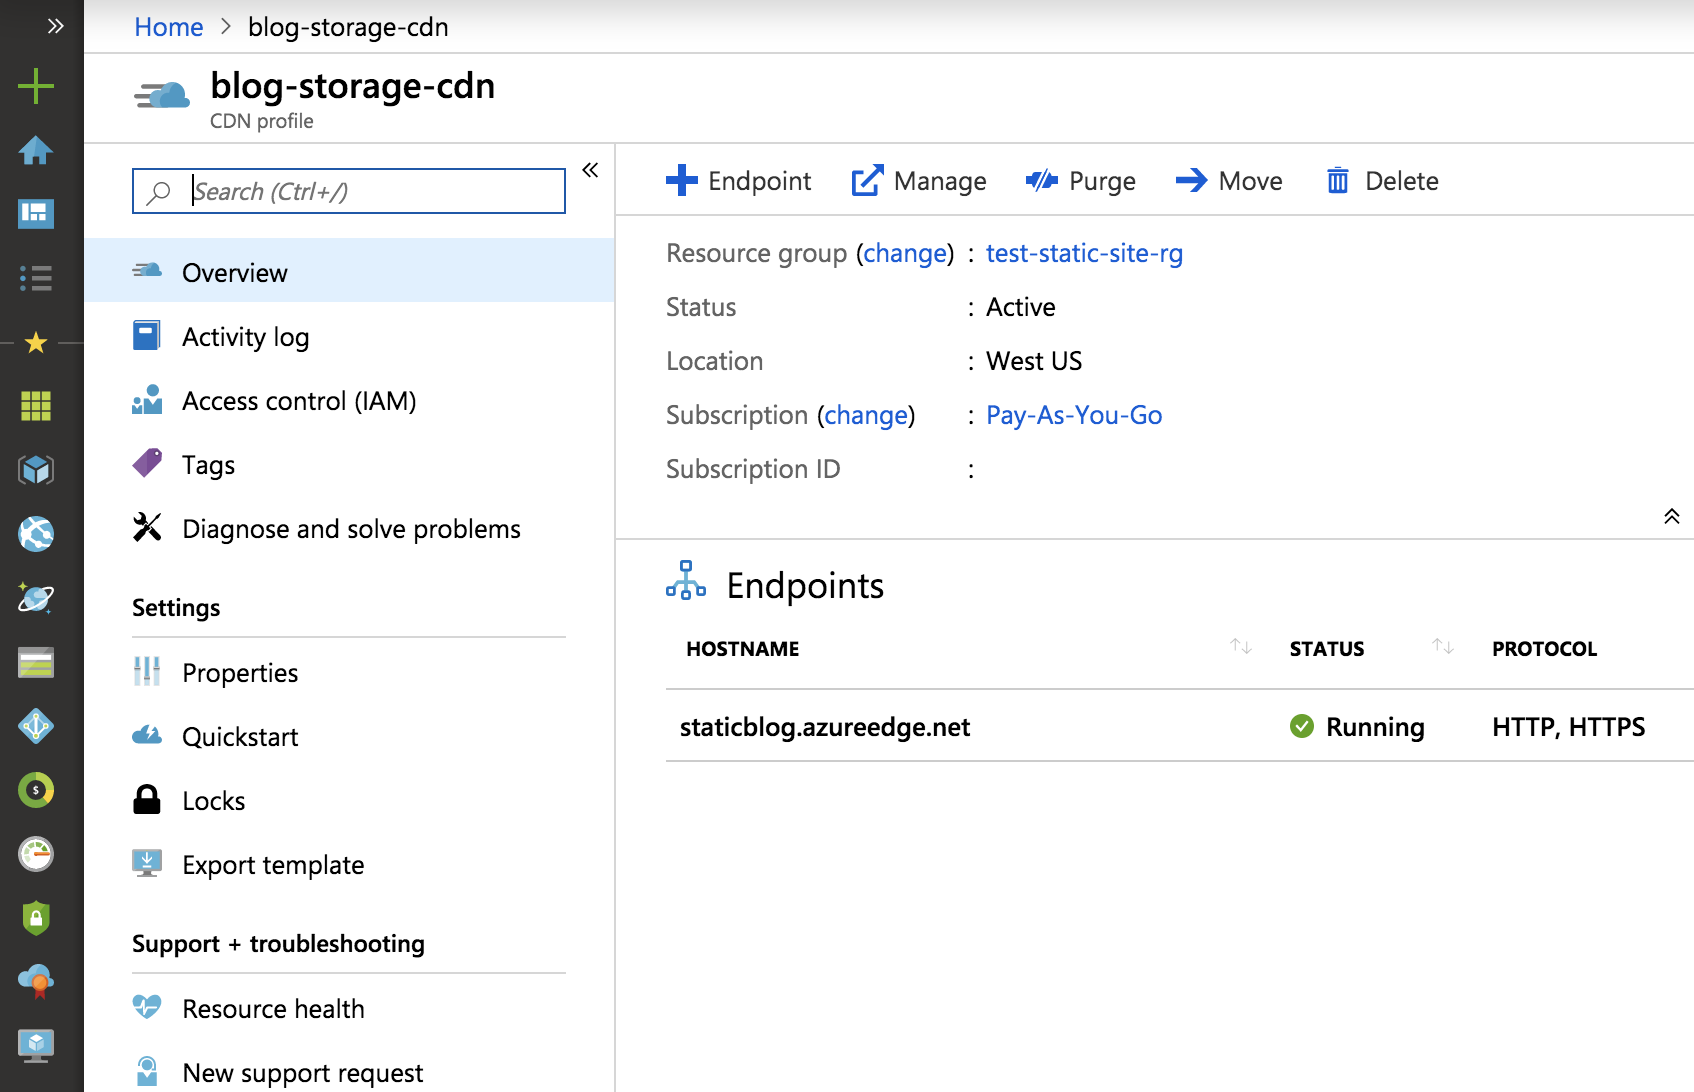 Home > blog-storage-cdn
blog-storage-cdn
CDN profile
Search (Ctrl+/)
Overview
Activity log
Access control (IAM)
Tags
Diagnose and solve problems
Settings
Properties
Quickstart
Locks
Export template
Support + troubleshooting
Resource health
New support request
Endpoint Manage Purge Move Delete
Resource group (change) : test-static-site-rg
Status : Active
Location : West US
Subscription (change) : Pay-As-You-Go
Subscription ID :
Endpoints
HOSTNAME STATUS PROTOCOL
staticblog.azureedge.net Running HTTP, HTTPS